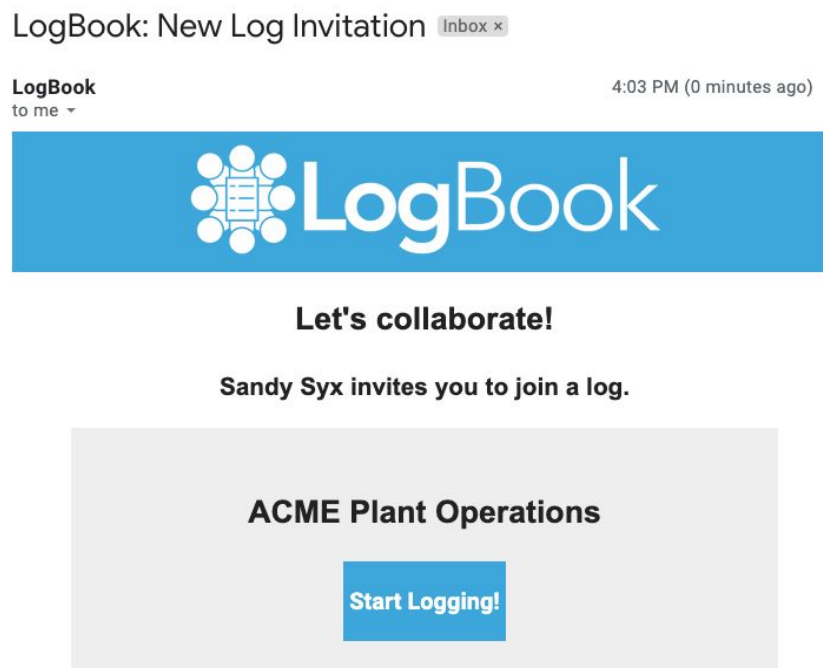 LogBook: New Log Invitation Inbox ×
LogBook 4:03 PM (0 minutes ago)
to me
LogBook
Let's collaborate!
Sandy Syx invites you to join a log.
ACME Plant Operations
Start Logging!